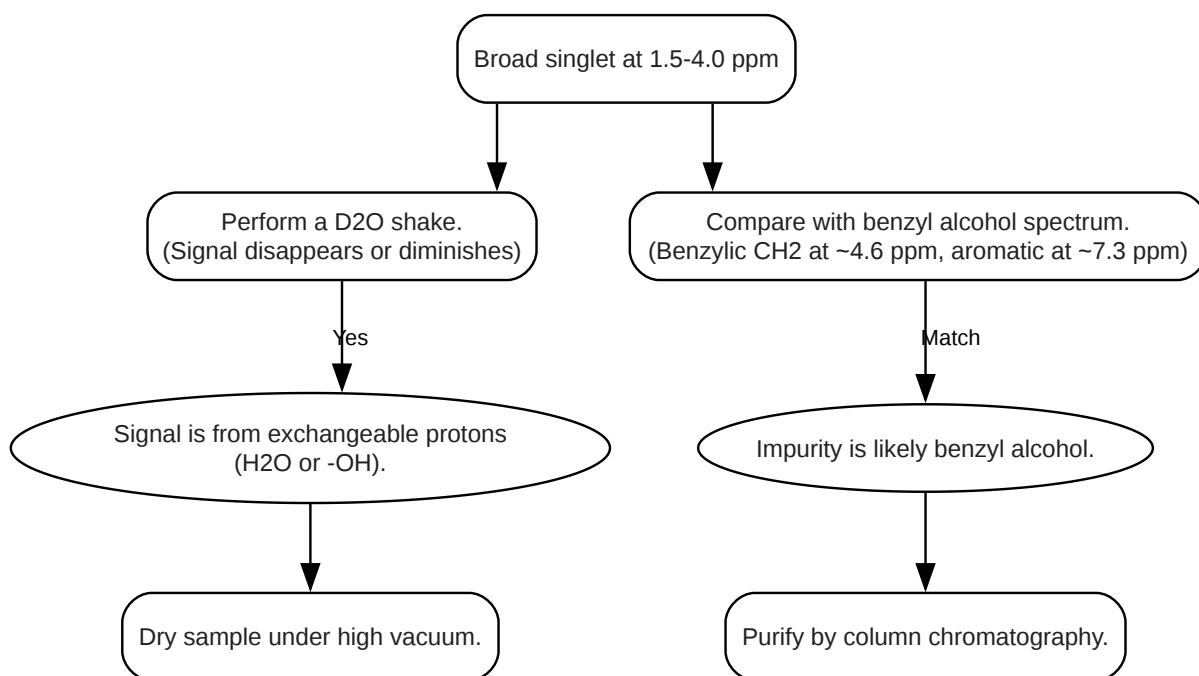 Broad singlet at 1.5-4.0 ppm
Perform a D2O shake.
(Signal disappears or diminishes)
Compare with benzyl alcohol spectrum.
(Benzylic CH2 at ~4.6 ppm, aromatic at ~7.3 ppm)
Yes
Match
Signal is from exchangeable protons
(H2O or -OH).
Impurity is likely benzyl alcohol.
Dry sample under high vacuum.
Purify by column chromatography.